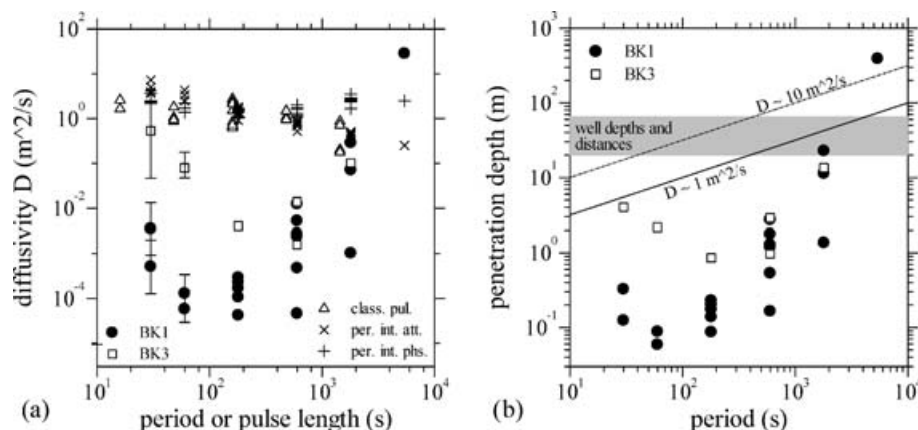 10^2
10^0
10^-2
10^-4
diffusivity D (m^2/s)
BK1
BK3
class. pul.
per. int. att.
per. int. phs.
10^1
10^2
10^3
10^4
period or pulse length (s)
(a)
10^3
10^2
10^1
10^0
10^-1
penetration depth (m)
BK1
BK3
D ~ 10 m^2/s
well depths and
distances
D ~ 1 m^2/s
10^1
10^2
10^3
10^4
period (s)
(b)